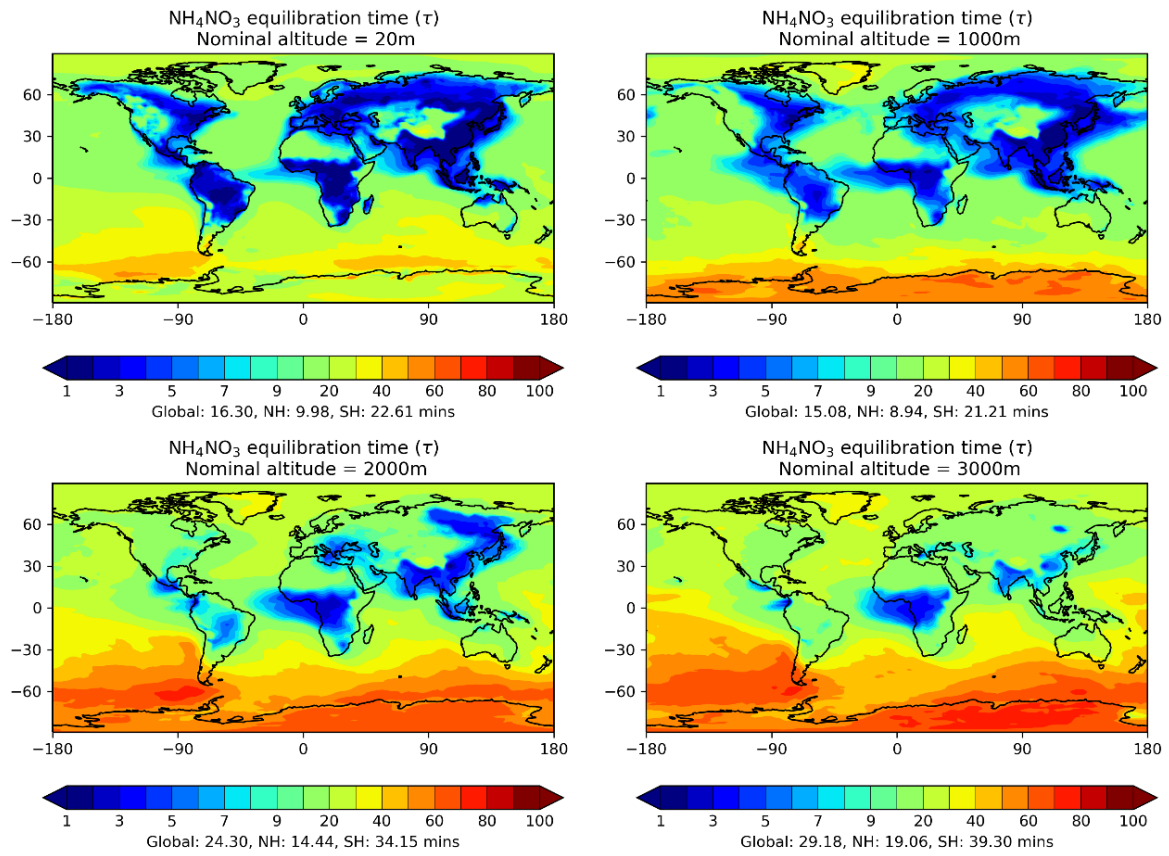 NH₄NO₃ equilibration time (τ)
Nominal altitude = 20m
60
30
0
−30
−60
−180 −90 0 90 180
1 3 5 7 9 20 40 60 80 100
Global: 16.30, NH: 9.98, SH: 22.61 mins
NH₄NO₃ equilibration time (τ)
Nominal altitude = 1000m
60
30
0
−30
−60
−180 −90 0 90 180
1 3 5 7 9 20 40 60 80 100
Global: 15.08, NH: 8.94, SH: 21.21 mins
NH₄NO₃ equilibration time (τ)
Nominal altitude = 2000m
60
30
0
−30
−60
−180 −90 0 90 180
1 3 5 7 9 20 40 60 80 100
Global: 24.30, NH: 14.44, SH: 34.15 mins
NH₄NO₃ equilibration time (τ)
Nominal altitude = 3000m
60
30
0
−30
−60
−180 −90 0 90 180
1 3 5 7 9 20 40 60 80 100
Global: 29.18, NH: 19.06, SH: 39.30 mins